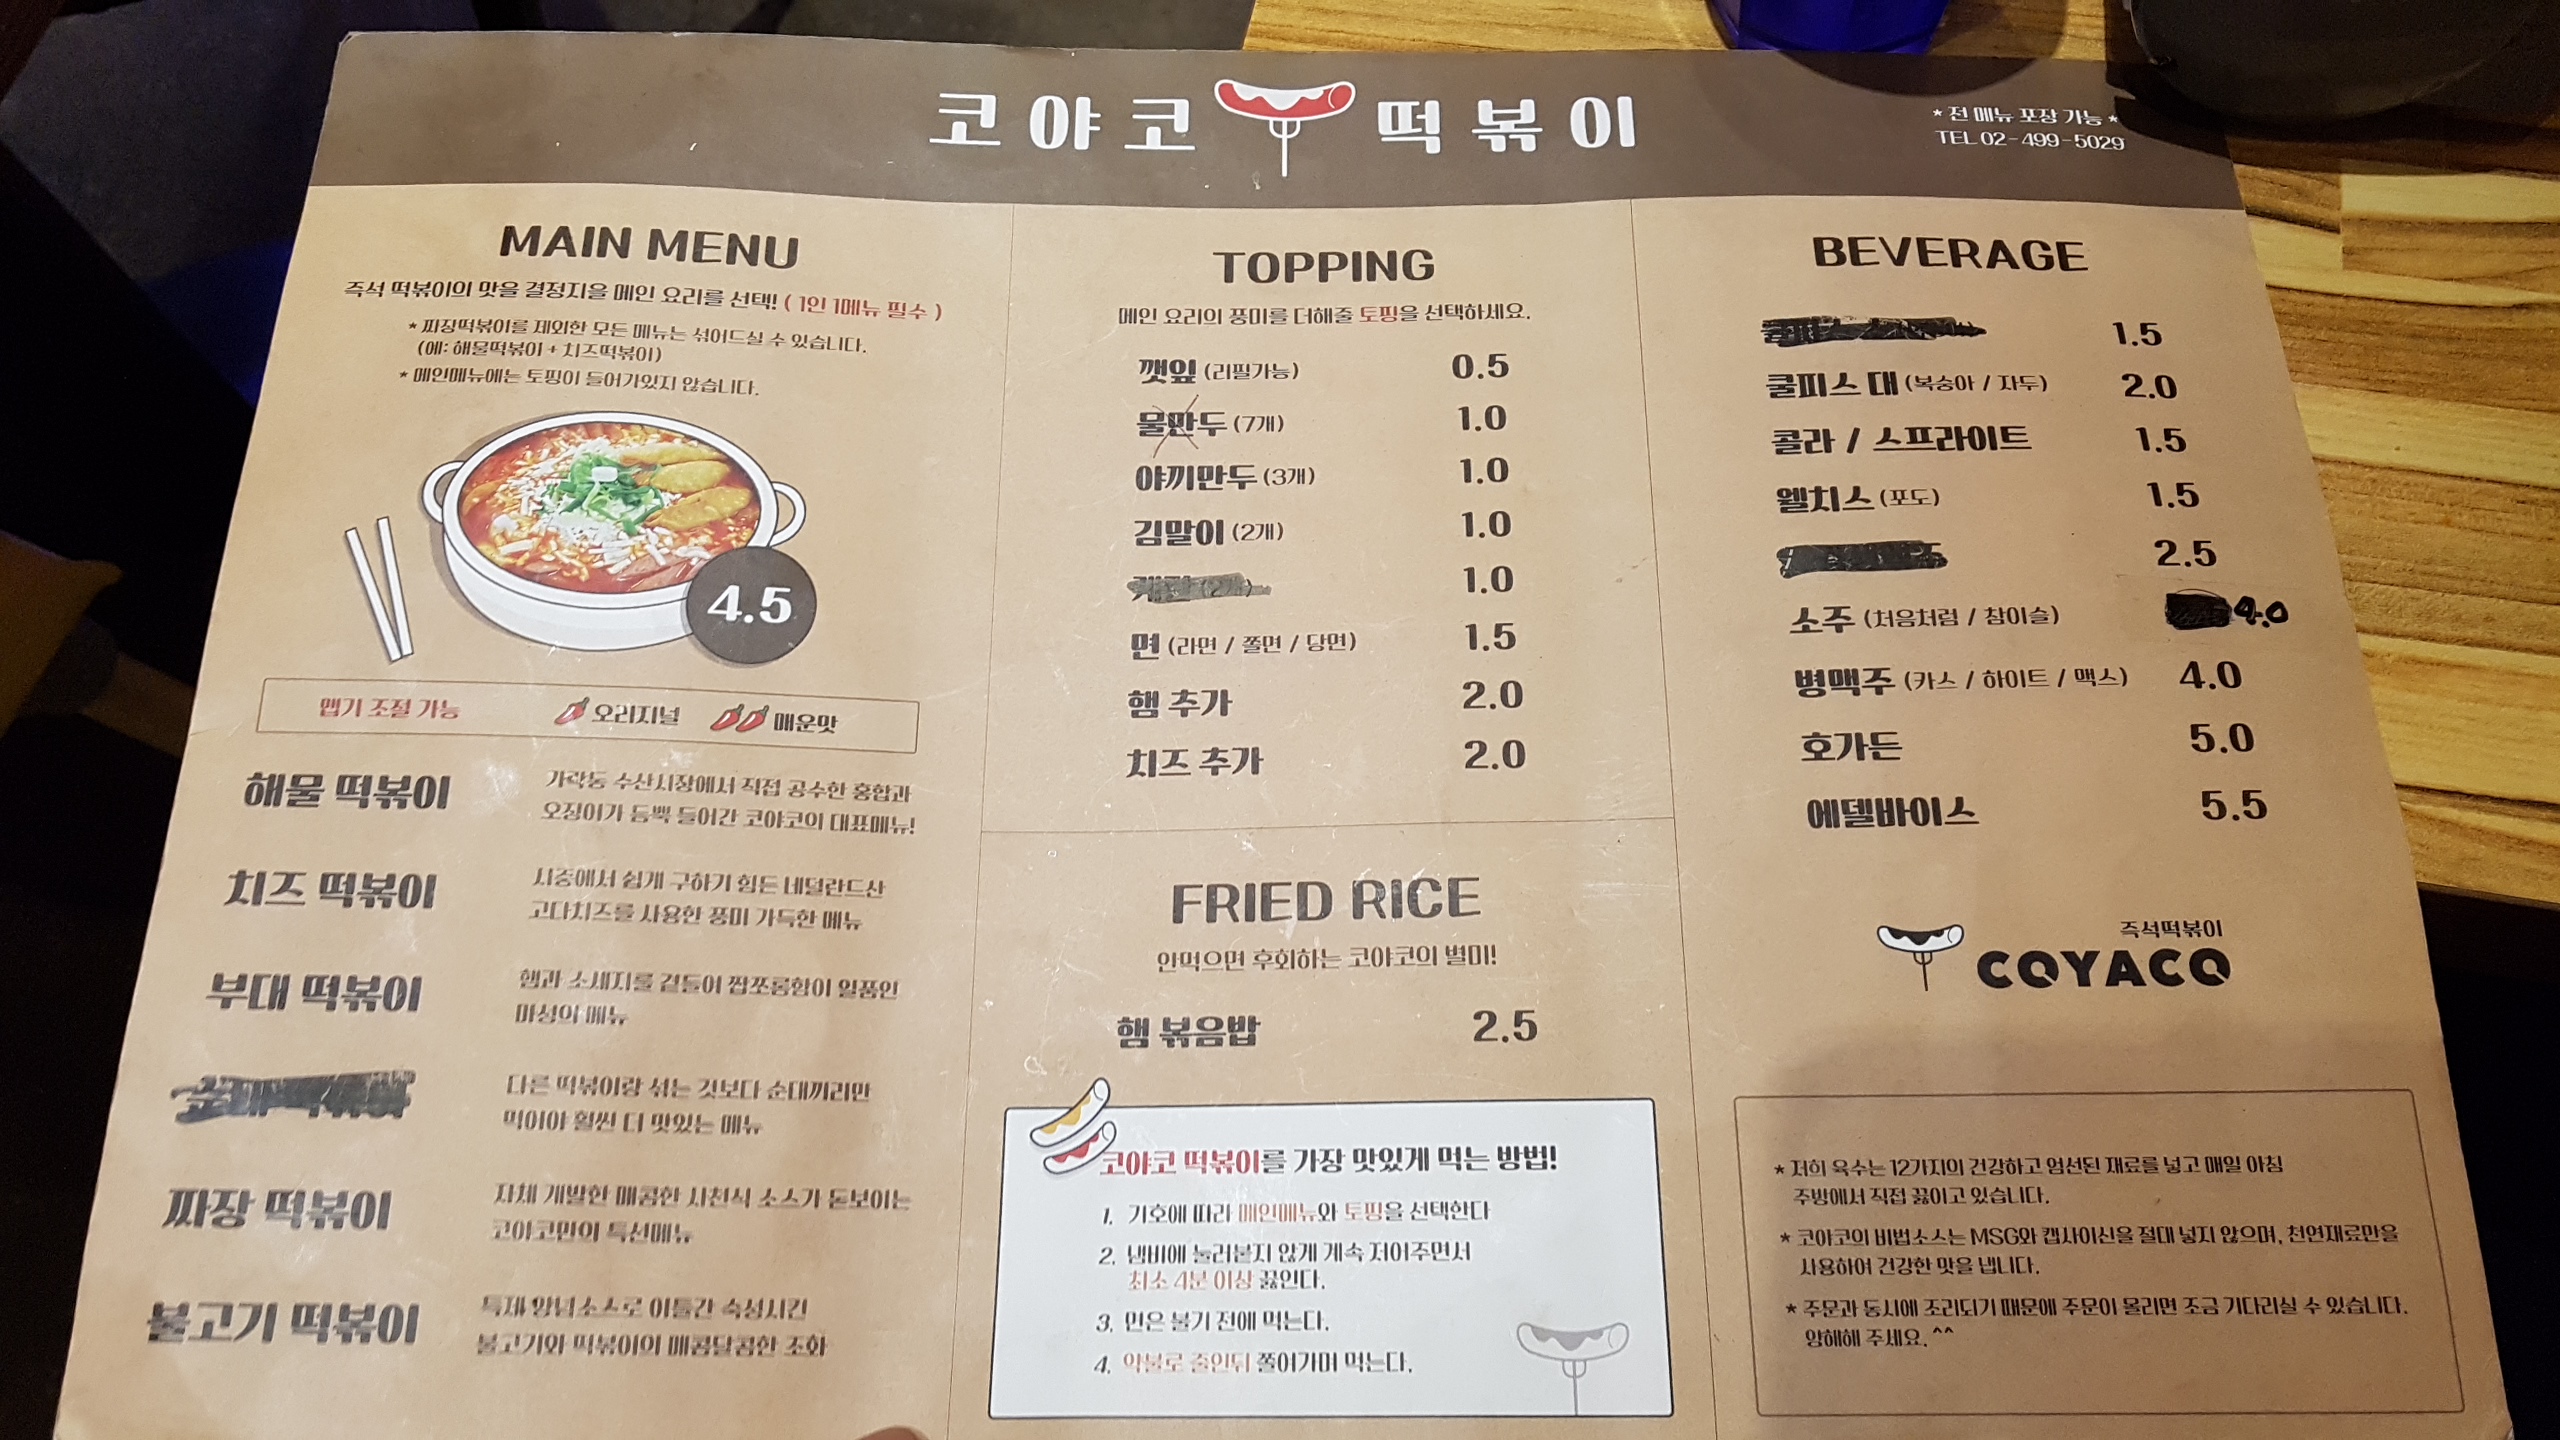 코야코 떡볶이
* 전 메뉴 포장 가능 *
TEL 02-499-5029
MAIN MENU
즉석 떡볶이의 맛을 결정지을 메인 요리를 선택! ( 1인 1메뉴 필수 )
* 짜장떡볶이를 제외한 모든 메뉴는 섞어드실 수 있습니다.
(예: 해물떡볶이 + 치즈떡볶이)
* 메인메뉴에는 토핑이 들어가있지 않습니다.
4.5
맵기 조절 가능 오리지널 매운맛
해물 떡볶이 가락동 수산시장에서 직접 공수한 홍합과
오징어가 듬뿍 들어간 코야코의 대표메뉴!
치즈 떡볶이 시중에서 쉽게 구하기 힘든 네덜란드산
고다치즈를 사용한 풍미 가득한 메뉴
부대 떡볶이 햄과 소세지를 곁들어 짭쪼롬함이 일품인
마성의 메뉴
다른 떡볶이랑 섞는 것보다 순대끼리만
먹어야 훨씬 더 맛있는 메뉴
짜장 떡볶이 자체 개발한 매콤한 사천식 소스가 돋보이는
코야코만의 특선메뉴
불고기 떡볶이 특제 양념소스로 이틀간 숙성시킨
불고기와 떡볶이의 매콤달콤한 조화
TOPPING
메인 요리의 풍미를 더해줄 토핑을 선택하세요.
깻잎 (리필가능) 0.5
물만두 (7개) 1.0
야끼만두 (3개) 1.0
김말이 (2개) 1.0
1.0
면 (라면 / 쫄면 / 당면) 1.5
햄 추가 2.0
치즈 추가 2.0
FRIED RICE
안먹으면 후회하는 코야코의 별미!
햄 볶음밥 2.5
코야코 떡볶이를 가장 맛있게 먹는 방법!
1. 기호에 따라 메인메뉴와 토핑을 선택한다
2. 냄비에 눌러붙지 않게 계속 저어주면서
최소 4분 이상 끓인다.
3. 면은 불기 전에 먹는다.
4. 약불로 줄인뒤 쫄여가며 먹는다.
BEVERAGE
1.5
쿨피스 대 (복숭아 / 자두) 2.0
콜라 / 스프라이트 1.5
웰치스 (포도) 1.5
2.5
소주 (처음처럼 / 참이슬) 4.0
병맥주 (카스 / 하이트 / 맥스) 4.0
호가든 5.0
에델바이스 5.5
즉석떡볶이
COYACO
* 저희 육수는 12가지의 건강하고 엄선된 재료를 넣고 매일 아침
주방에서 직접 끓이고 있습니다.
* 코야코의 비법소스는 MSG와 캡사이신을 절대 넣지 않으며, 천연재료만을
사용하여 건강한 맛을 냅니다.
* 주문과 동시에 조리되기 때문에 주문이 몰리면 조금 기다리실 수 있습니다.
양해해 주세요. ^^